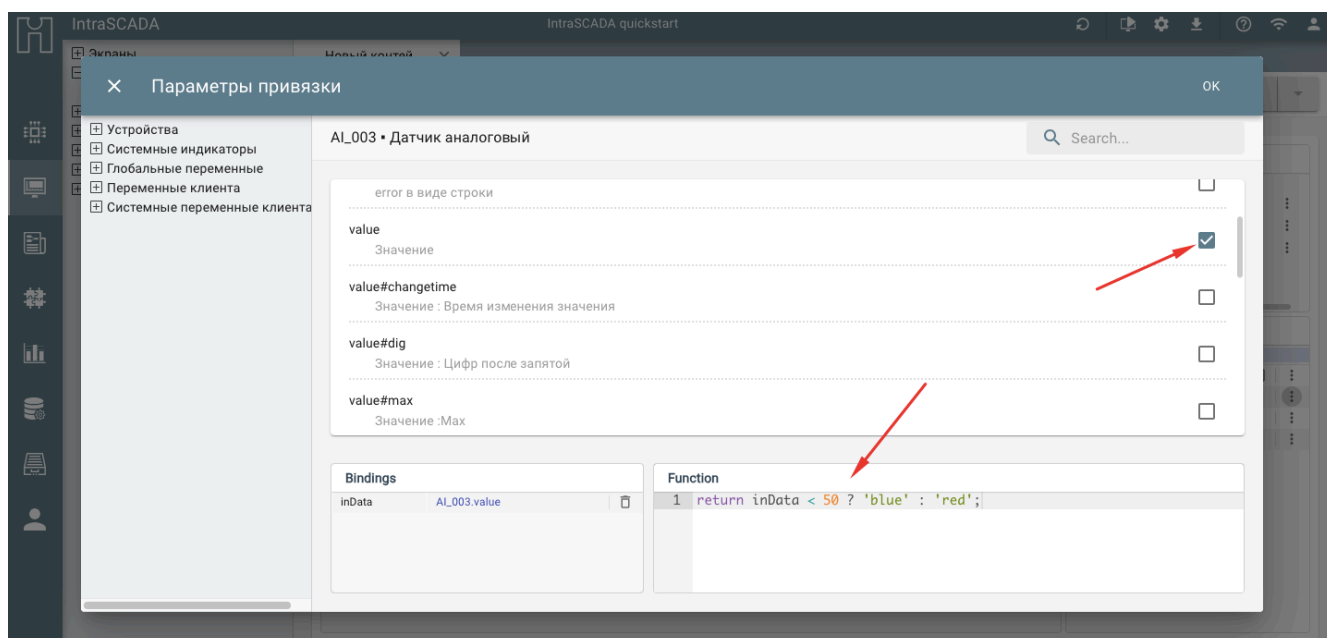 IntraSCADA
IntraSCADA quickstart
Экраны
Новый контей
Параметры привязки
OK
Устройства
Системные индикаторы
Глобальные переменные
Переменные клиента
Системные переменные клиента
AI_003 • Датчик аналоговый
Search...
error в виде строки
value
Значение
value#changetime
Значение : Время изменения значения
value#dig
Значение : Цифр после запятой
value#max
Значение :Max
Bindings
inData AI_003.value
Function
1 return inData < 50 ? 'blue' : 'red';